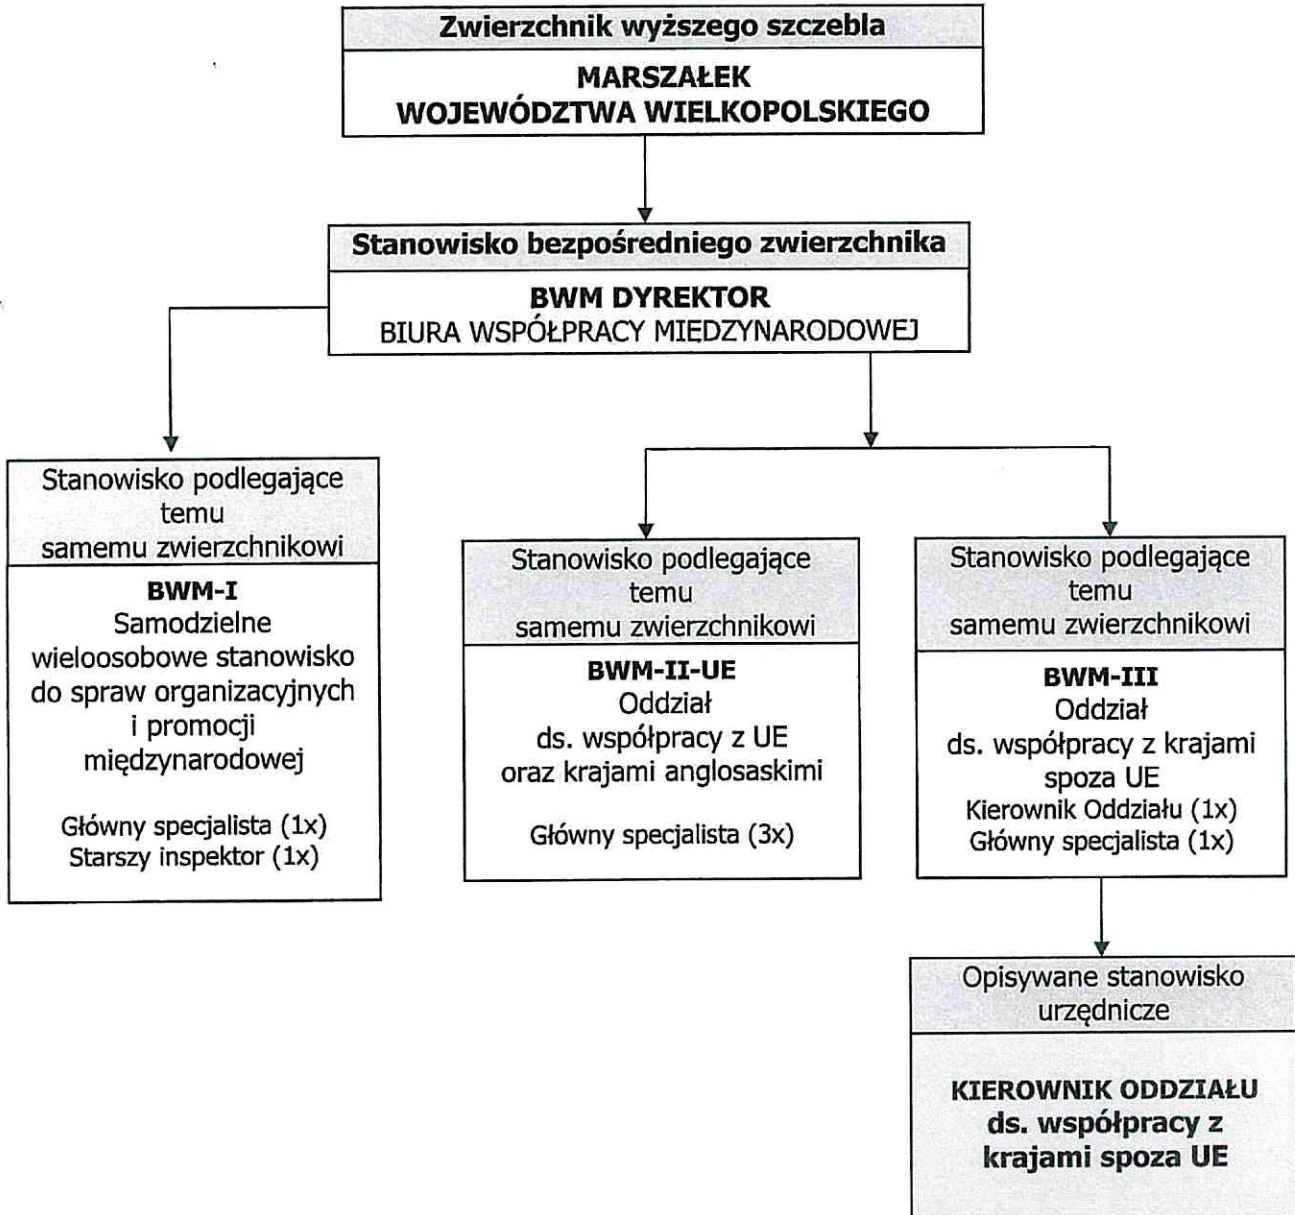 Zwierzchnik wyższego szczebla
MARSZAŁEK
WOJEWÓDZTWA WIELKOPOLSKIEGO
Stanowisko bezpośredniego zwierzchnika
BWM DYREKTOR
BIURA WSPÓŁPRACY MIĘDZYNARODOWEJ
Stanowisko podlegające
temu
samemu zwierzchnikowi
BWM-I
Samodzielne
wieloosobowe stanowisko
do spraw organizacyjnych
i promocji
międzynarodowej
Główny specjalista (1x)
Starszy inspektor (1x)
Stanowisko podlegające
temu
samemu zwierzchnikowi
BWM-II-UE
Oddział
ds. współpracy z UE
oraz krajami anglosaskimi
Główny specjalista (3x)
Stanowisko podlegające
temu
samemu zwierzchnikowi
BWM-III
Oddział
ds. współpracy z krajami
spoza UE
Kierownik Oddziału (1x)
Główny specjalista (1x)
Opisywane stanowisko
urzędnicze
KIEROWNIK ODDZIAŁU
ds. współpracy z
krajami spoza UE